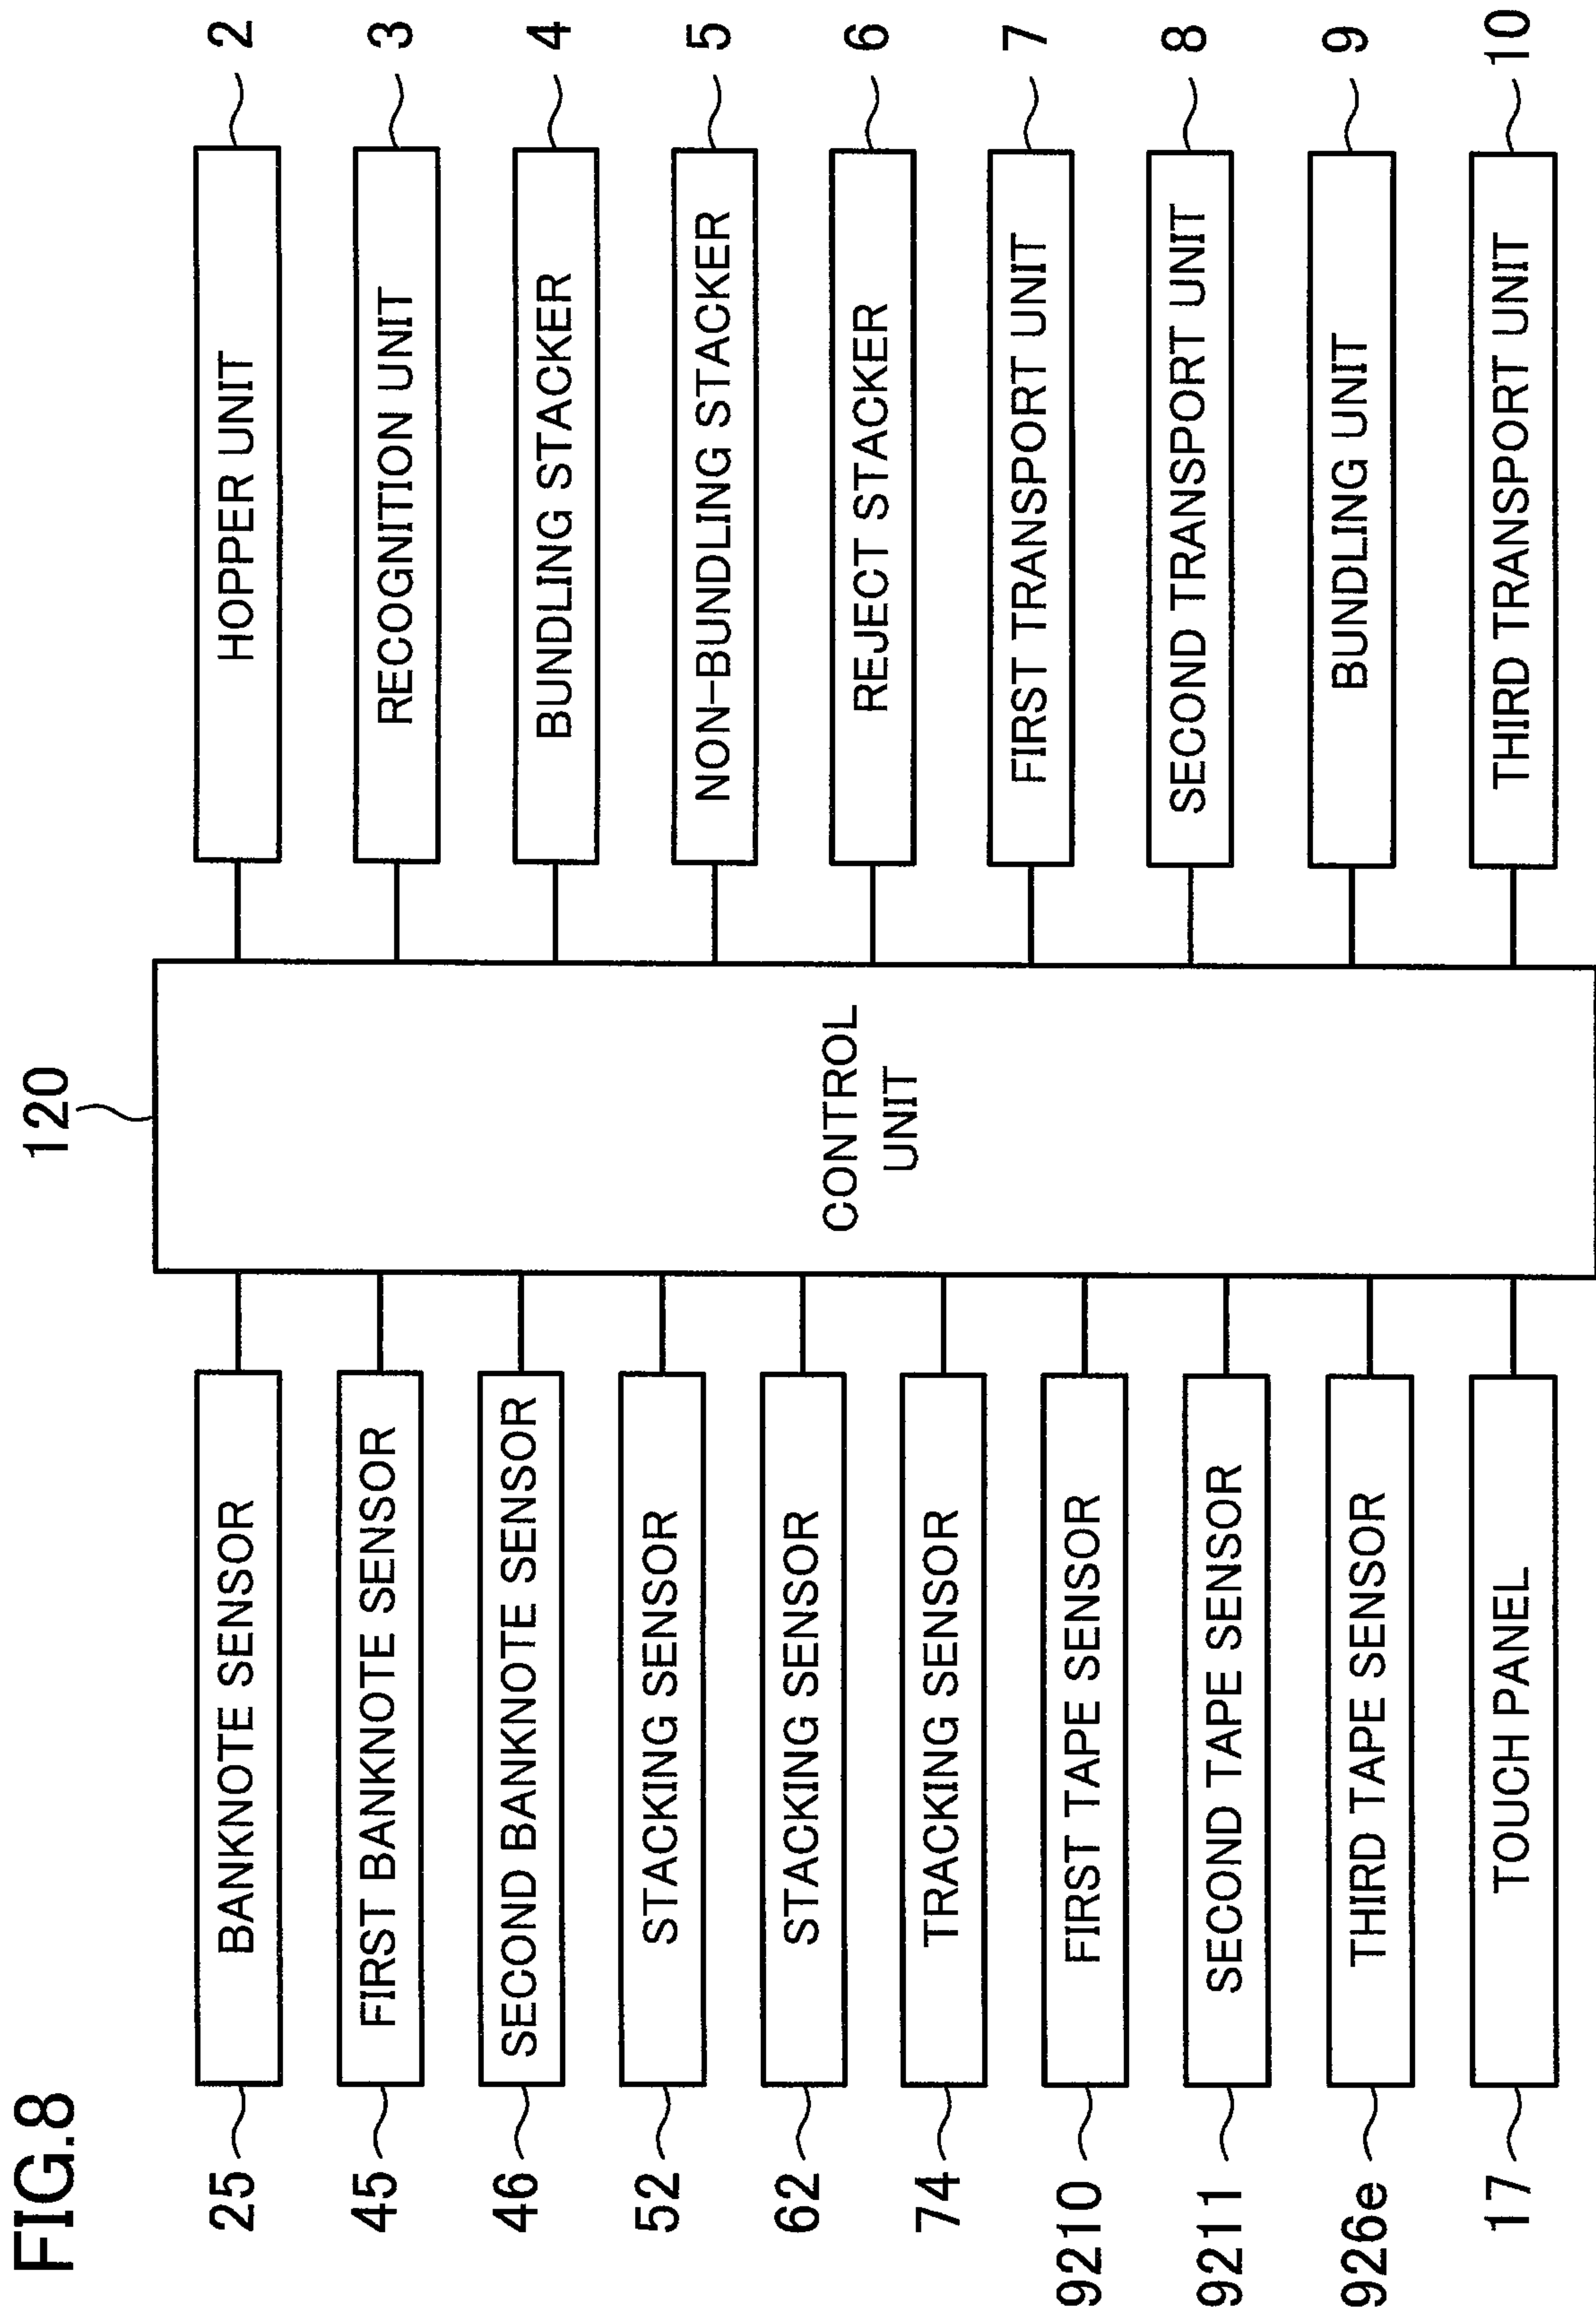 FIG.8
120
CONTROL
UNIT
25
BANKNOTE SENSOR
45
FIRST BANKNOTE SENSOR
46
SECOND BANKNOTE SENSOR
52
STACKING SENSOR
62
STACKING SENSOR
74
TRACKING SENSOR
9210
FIRST TAPE SENSOR
9211
SECOND TAPE SENSOR
926e
THIRD TAPE SENSOR
17
TOUCH PANEL
HOPPER UNIT
2
RECOGNITION UNIT
3
BUNDLING STACKER
4
NON-BUNDLING STACKER
5
REJECT STACKER
6
FIRST TRANSPORT UNIT
7
SECOND TRANSPORT UNIT
8
BUNDLING UNIT
9
THIRD TRANSPORT UNIT
10